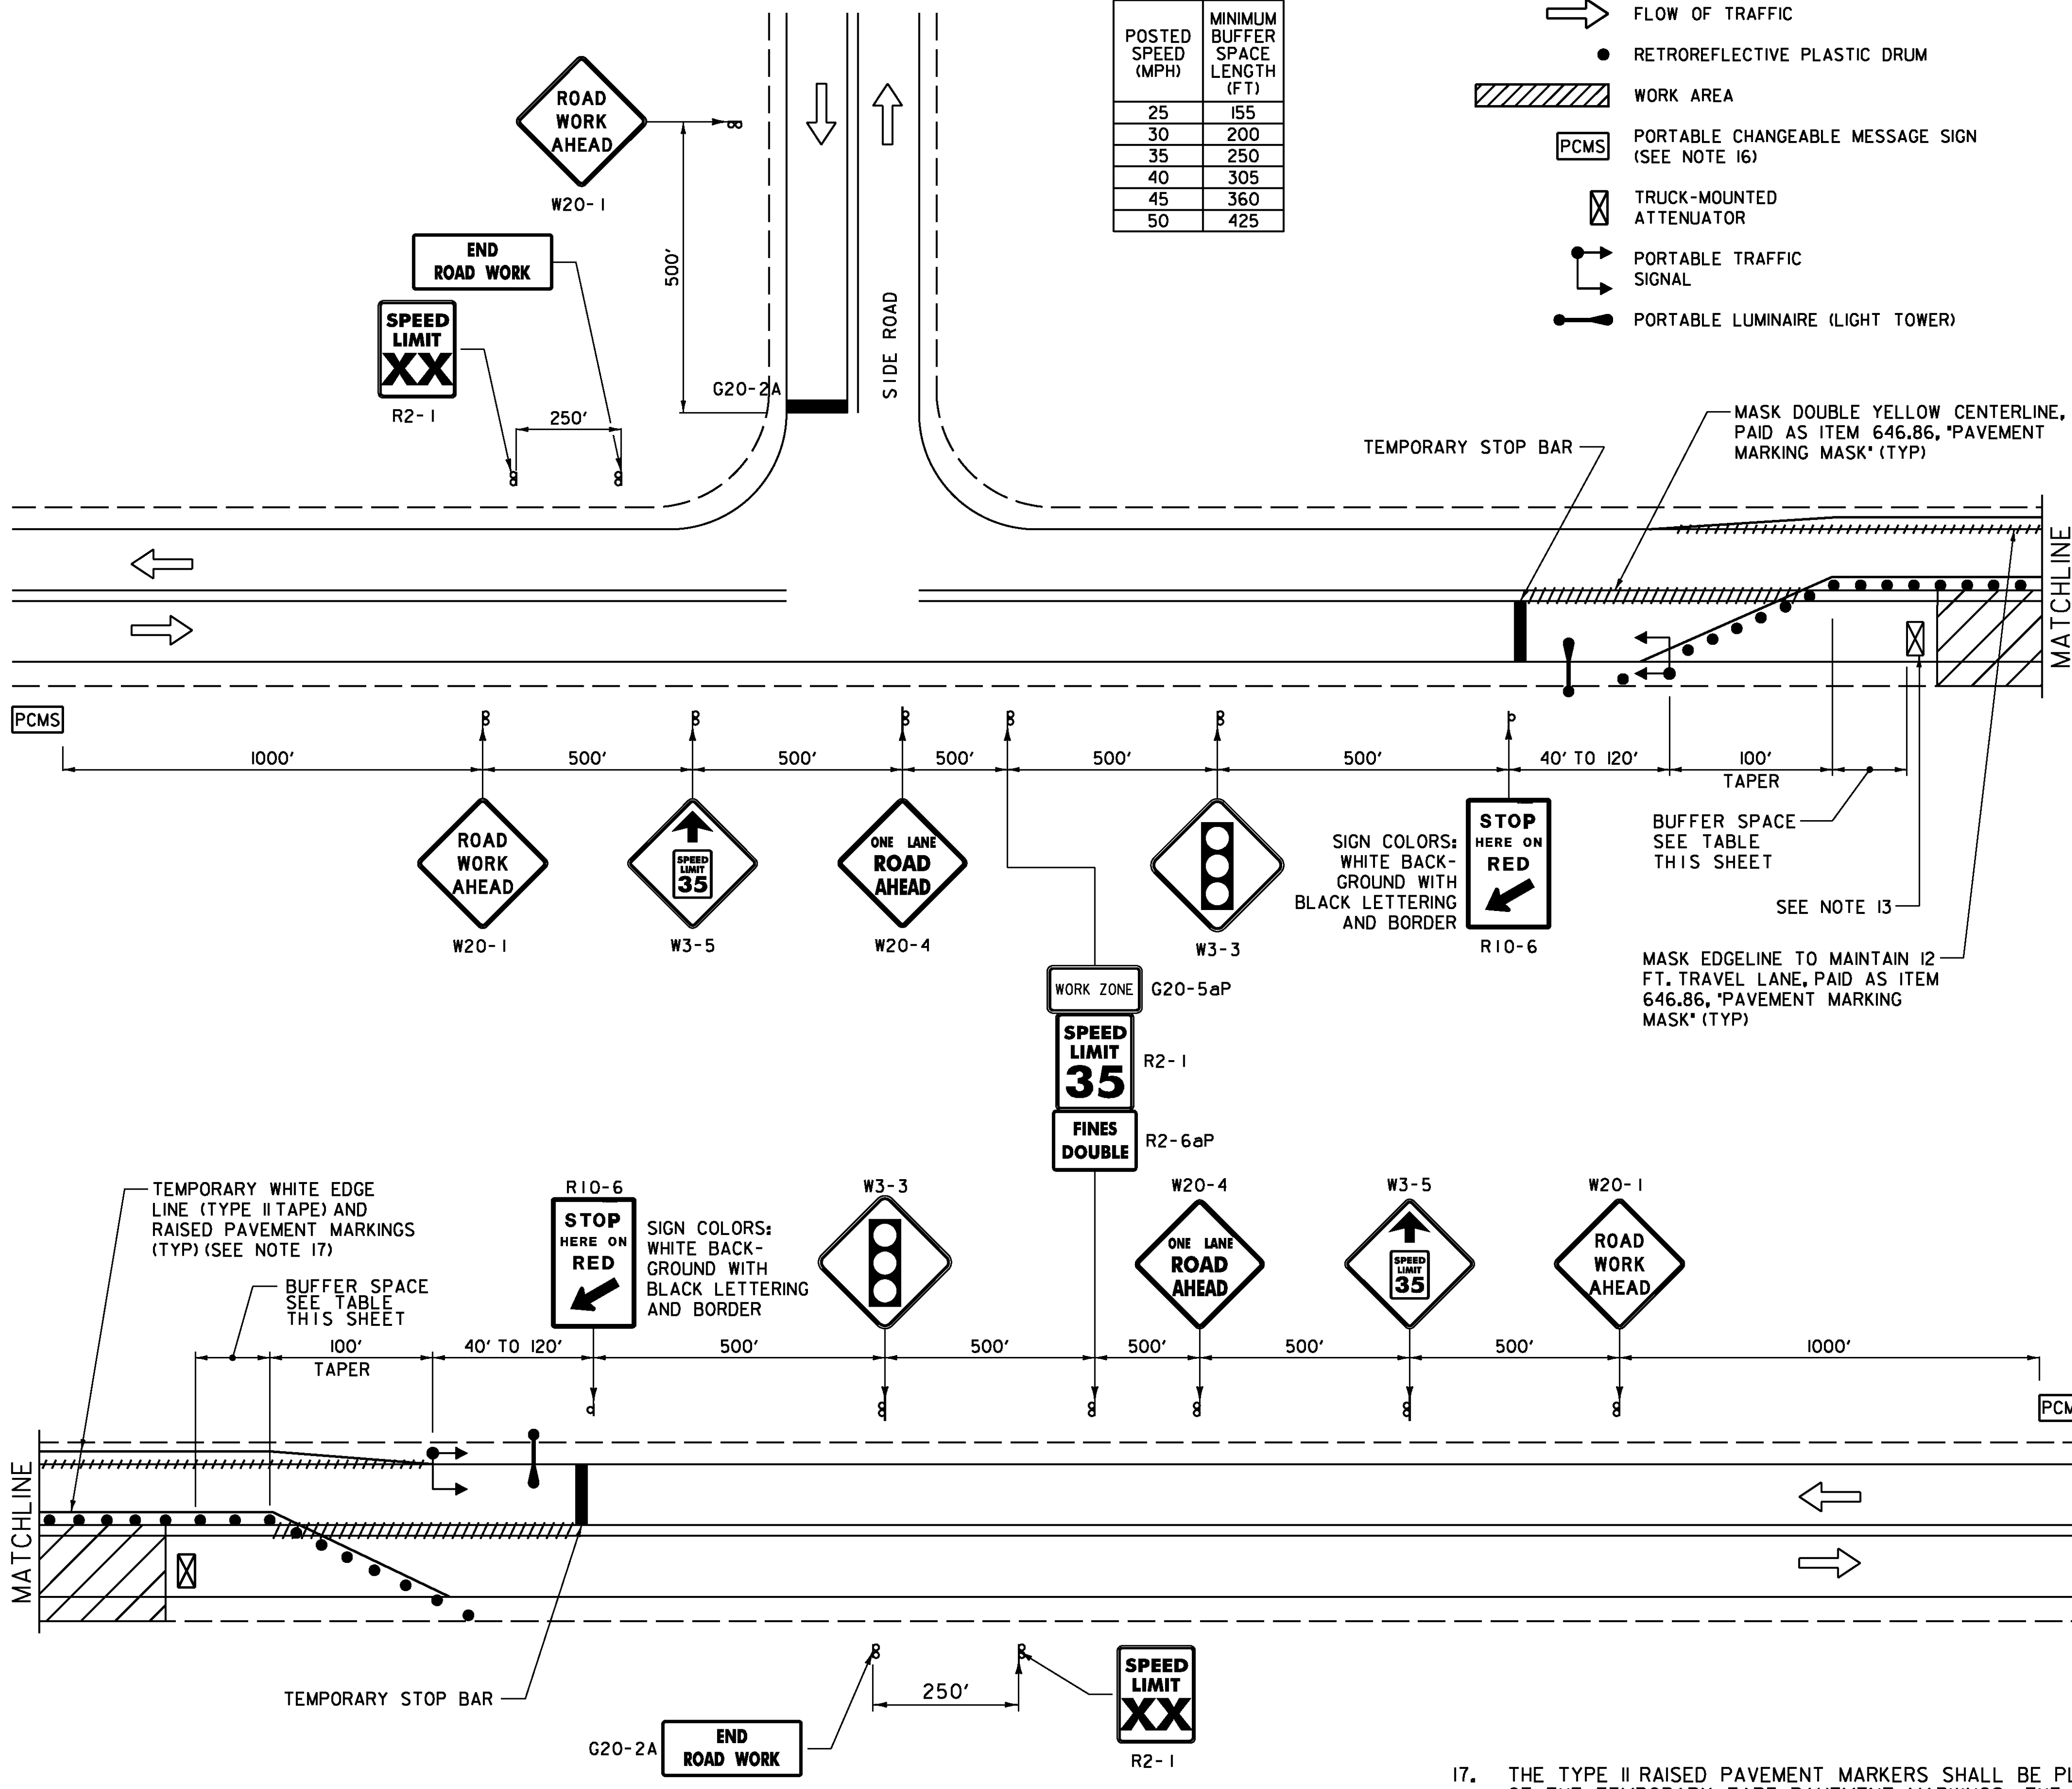 POSTED
SPEED
(MPH)
MINIMUM
BUFFER
SPACE
LENGTH
(FT)
25 155
30 200
35 250
40 305
45 360
50 425
FLOW OF TRAFFIC
RETROREFLECTIVE PLASTIC DRUM
WORK AREA
PCMS
PORTABLE CHANGEABLE MESSAGE SIGN
(SEE NOTE 16)
TRUCK-MOUNTED
ATTENUATOR
PORTABLE TRAFFIC
SIGNAL
PORTABLE LUMINAIRE (LIGHT TOWER)
ROAD
WORK
AHEAD
W20-1
END
ROAD WORK
SPEED
LIMIT
XX
R2-1
250'
500'
G20-2A
SIDE ROAD
TEMPORARY STOP BAR
MASK DOUBLE YELLOW CENTERLINE,
PAID AS ITEM 646.86, "PAVEMENT
MARKING MASK" (TYP)
MATCHLINE
PCMS
1000'
500'
500'
500'
500'
500'
40' TO 120'
100'
TAPER
ROAD
WORK
AHEAD
W20-1
SPEED
LIMIT
35
W3-5
ONE LANE
ROAD
AHEAD
W20-4
W3-3
SIGN COLORS:
WHITE BACK-
GROUND WITH
BLACK LETTERING
AND BORDER
STOP
HERE ON
RED
R10-6
BUFFER SPACE
SEE TABLE
THIS SHEET
SEE NOTE 13
MASK EDGELINE TO MAINTAIN 12
FT. TRAVEL LANE, PAID AS ITEM
646.86, "PAVEMENT MARKING
MASK" (TYP)
WORK ZONE
G20-5aP
SPEED
LIMIT
35
R2-1
FINES
DOUBLE
R2-6aP
TEMPORARY WHITE EDGE
LINE (TYPE II TAPE) AND
RAISED PAVEMENT MARKINGS
(TYP) (SEE NOTE 17)
BUFFER SPACE
SEE TABLE
THIS SHEET
R10-6
STOP
HERE ON
RED
SIGN COLORS:
WHITE BACK-
GROUND WITH
BLACK LETTERING
AND BORDER
W3-3
W20-4
ONE LANE
ROAD
AHEAD
W3-5
SPEED
LIMIT
35
W20-1
ROAD
WORK
AHEAD
100'
TAPER
40' TO 120'
500'
500'
500'
500'
500'
1000'
MATCHLINE
TEMPORARY STOP BAR
250'
G20-2A
END
ROAD WORK
SPEED
LIMIT
XX
R2-1
17. THE TYPE II RAISED PAVEMENT MARKERS SHALL BE